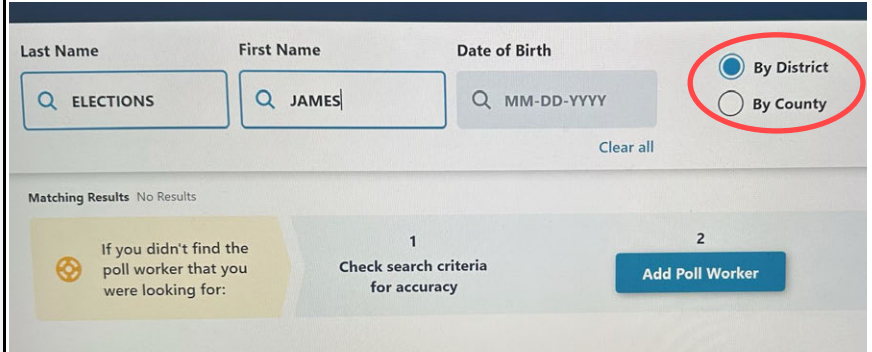 Last Name
First Name
Date of Birth
ELECTIONS
JAMES
MM-DD-YYYY
By District
By County
Clear all
Matching Results No Results
If you didn't find the
poll worker that you
were looking for:
1
Check search criteria
for accuracy
2
Add Poll Worker